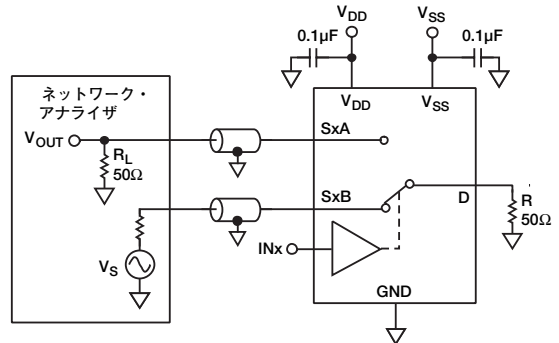 VDD
VSS
0.1µF
0.1µF
VDD
VSS
ネットワーク・
アナライザ
VOUT
SxA
RL
50Ω
SxB
D
R
50Ω
INx
VS
GND